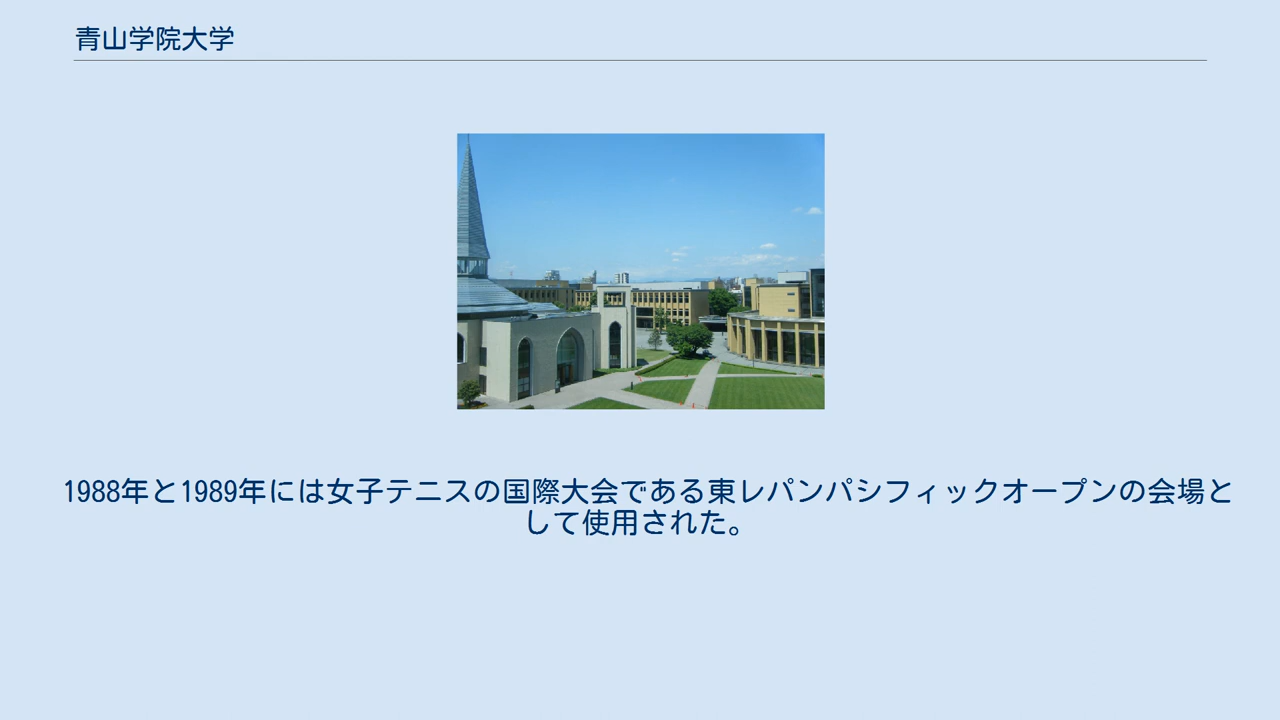 青山学院大学
1988年と1989年には女子テニスの国際大会である東レパンパシフィックオープンの会場と
して使用された。